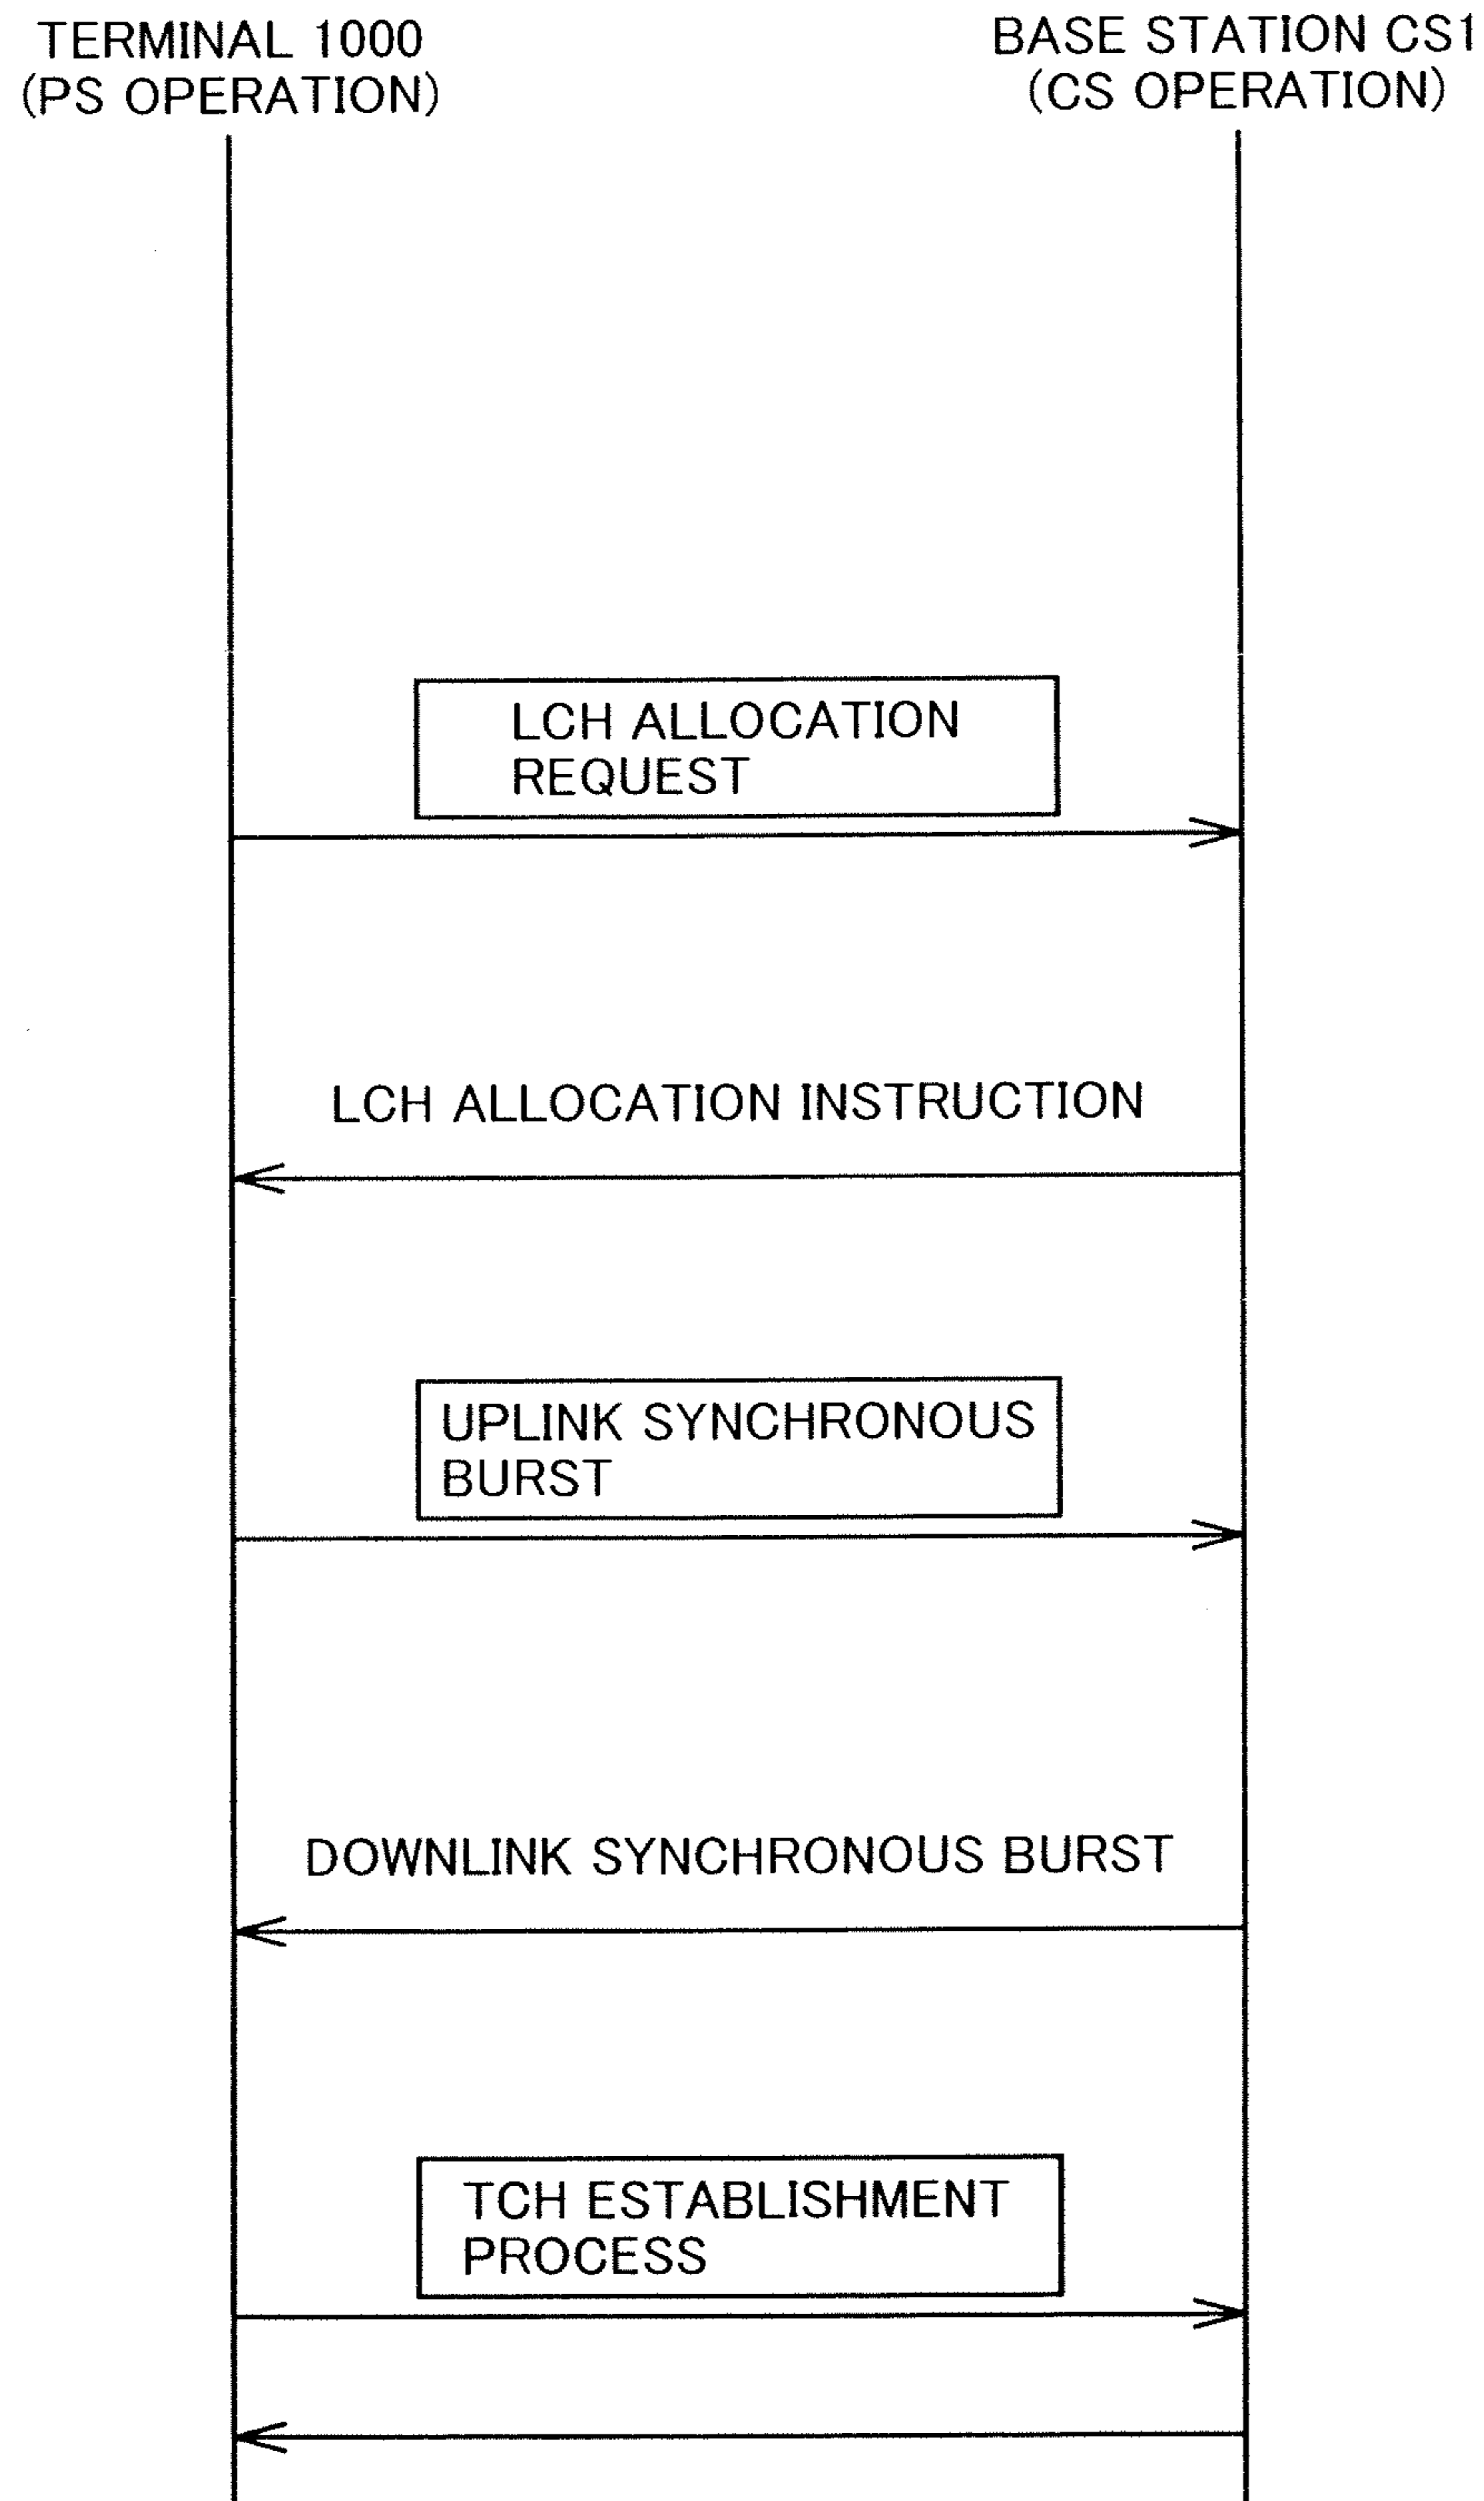 TERMINAL 1000
(PS OPERATION)
BASE STATION CS1
(CS OPERATION)
LCH ALLOCATION
REQUEST
LCH ALLOCATION INSTRUCTION
UPLINK SYNCHRONOUS
BURST
DOWNLINK SYNCHRONOUS BURST
TCH ESTABLISHMENT
PROCESS